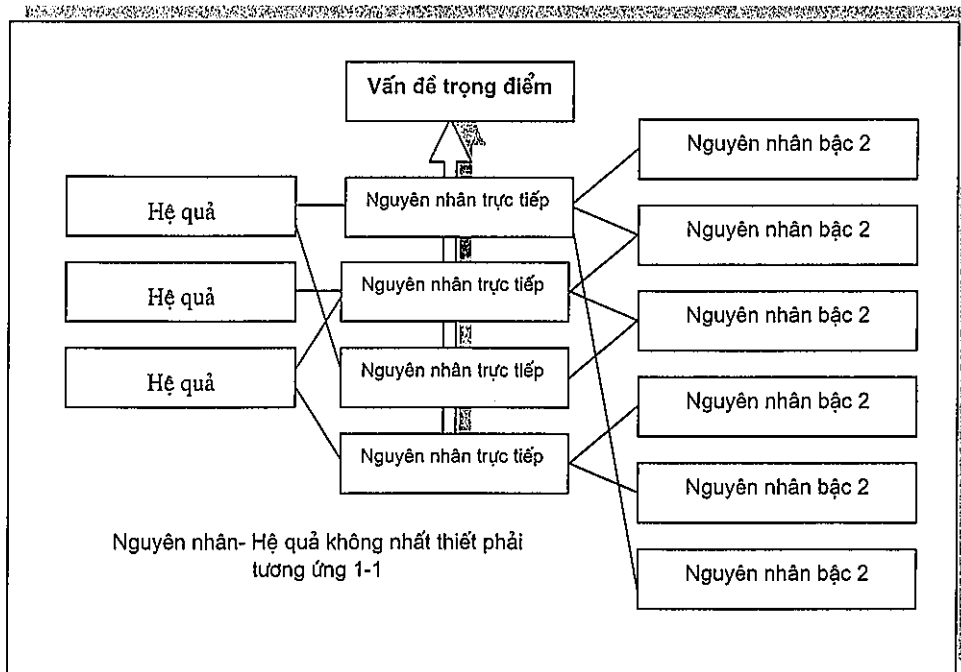 Vấn đề trọng điểm
Hệ quả
Hệ quả
Hệ quả
Nguyên nhân trực tiếp
Nguyên nhân trực tiếp
Nguyên nhân trực tiếp
Nguyên nhân trực tiếp
Nguyên nhân bậc 2
Nguyên nhân bậc 2
Nguyên nhân bậc 2
Nguyên nhân bậc 2
Nguyên nhân bậc 2
Nguyên nhân bậc 2
Nguyên nhân- Hệ quả không nhất thiết phải
tương ứng 1-1